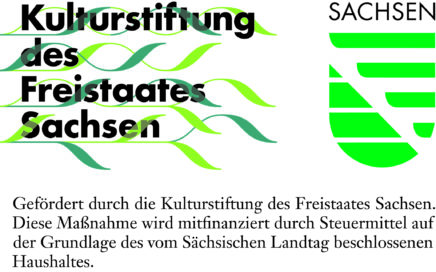 Kulturstiftung
des
Freistaates
Sachsen
SACHSEN
Gefördert durch die Kulturstiftung des Freistaates Sachsen.
Diese Maßnahme wird mitfinanziert durch Steuermittel auf
der Grundlage des vom Sächsischen Landtag beschlossenen
Haushaltes.